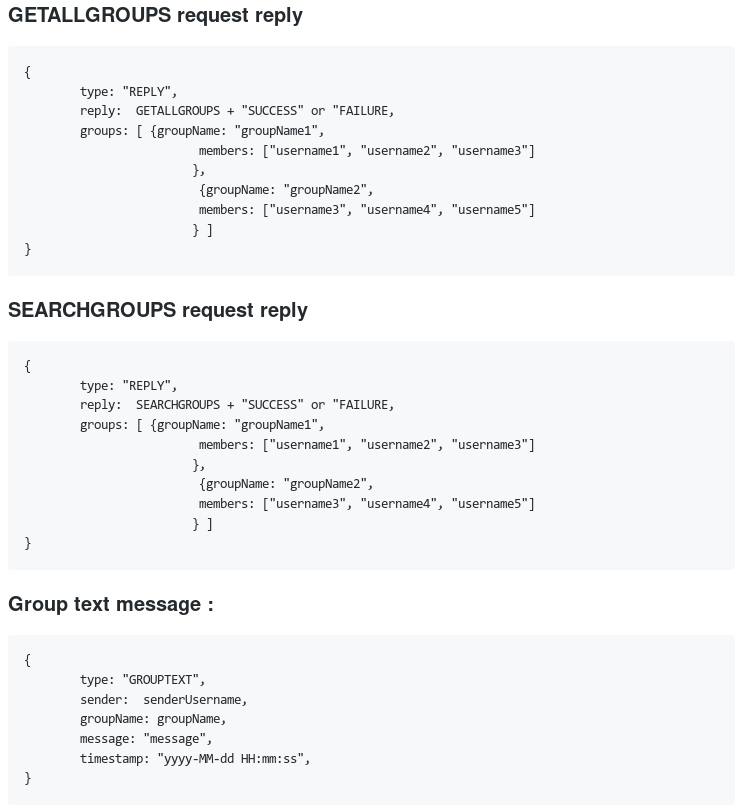 GETALLGROUPS request reply
{
type: "REPLY",
reply:  GETALLGROUPS + "SUCCESS" or "FAILURE,
groups: [ {groupName: "groupName1",
members: ["username1", "username2", "username3"]
},
{groupName: "groupName2",
members: ["username3", "username4", "username5"]
} ]
}
SEARCHGROUPS request reply
{
type: "REPLY",
reply:  SEARCHGROUPS + "SUCCESS" or "FAILURE,
groups: [ {groupName: "groupName1",
members: ["username1", "username2", "username3"]
},
{groupName: "groupName2",
members: ["username3", "username4", "username5"]
} ]
}
Group text message :
{
type: "GROUPTEXT",
sender:  senderUsername,
groupName: groupName,
message: "message",
timestamp: "yyyy-MM-dd HH:mm:ss",
}